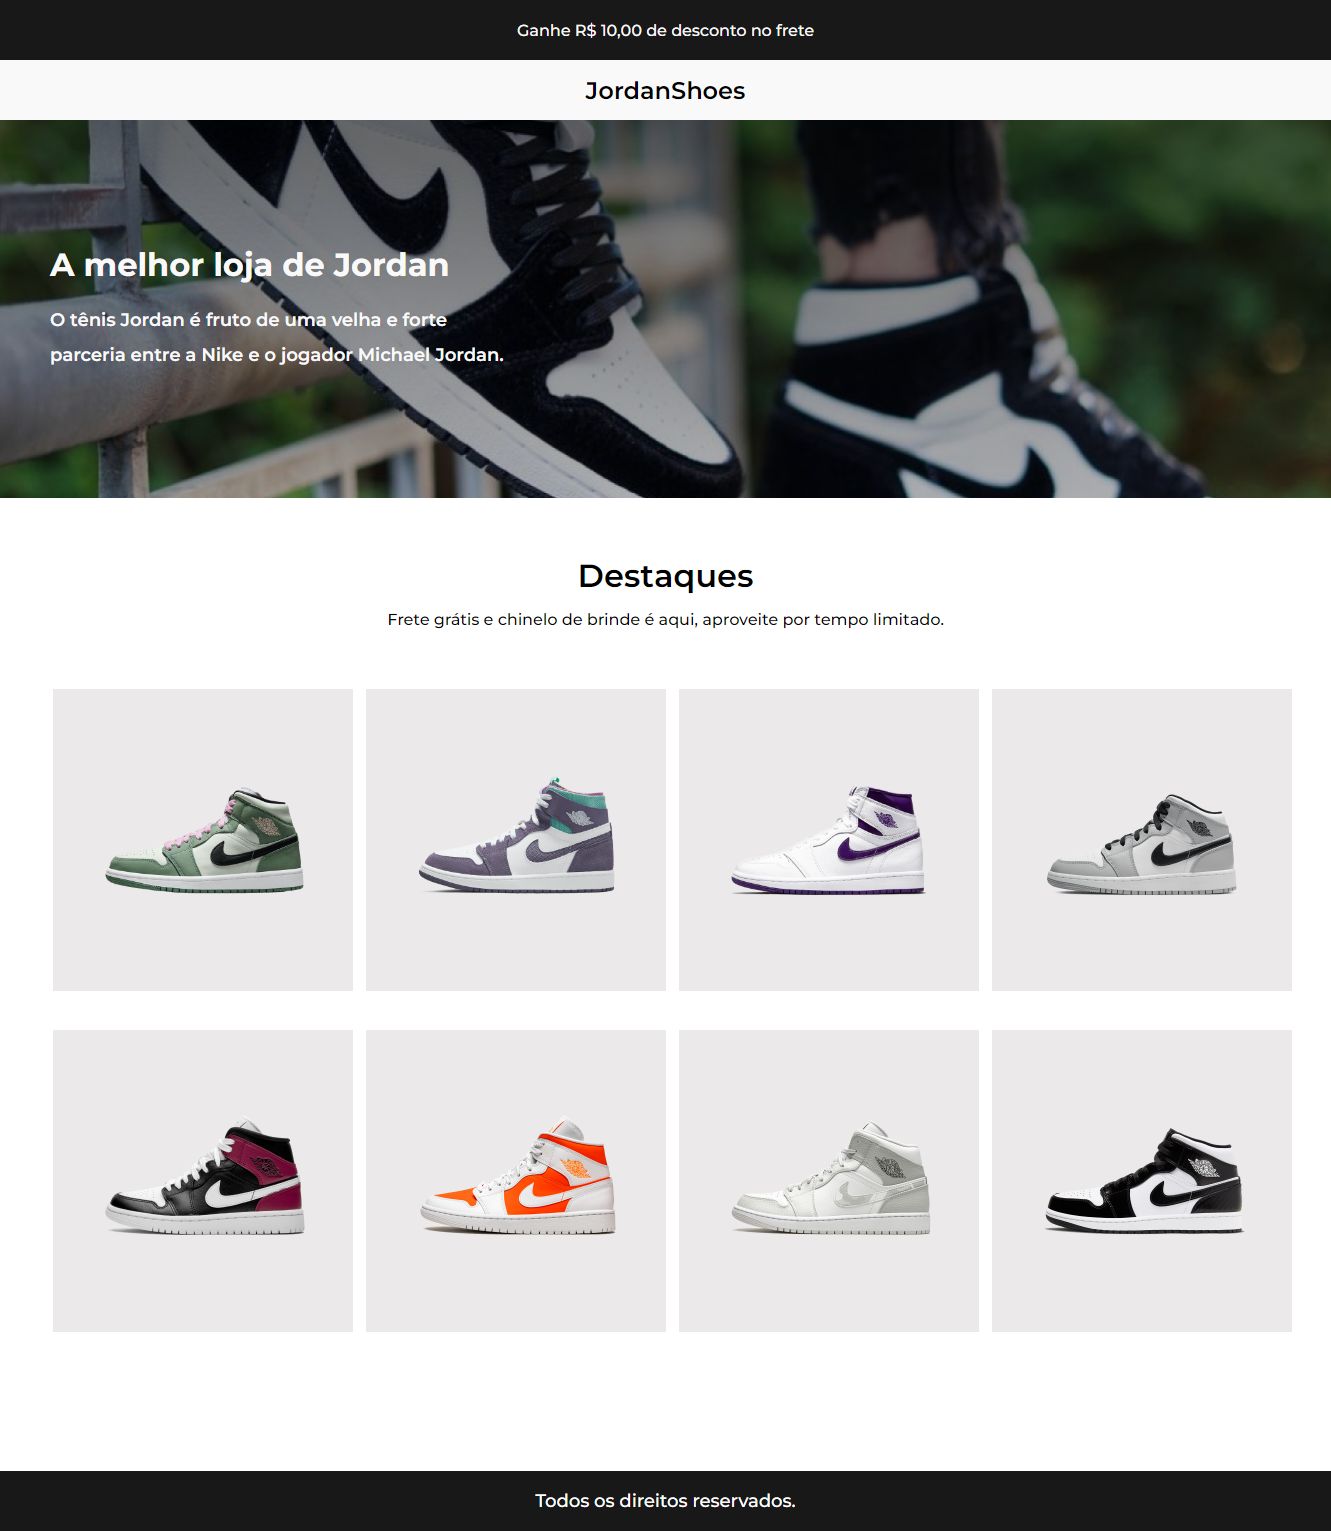 Ganhe R$ 10,00 de desconto no frete
JordanShoes
A melhor loja de Jordan
O tênis Jordan é fruto de uma velha e forte
parceria entre a Nike e o jogador Michael Jordan.
Destaques
Frete grátis e chinelo de brinde é aqui, aproveite por tempo limitado.
Todos os direitos reservados.